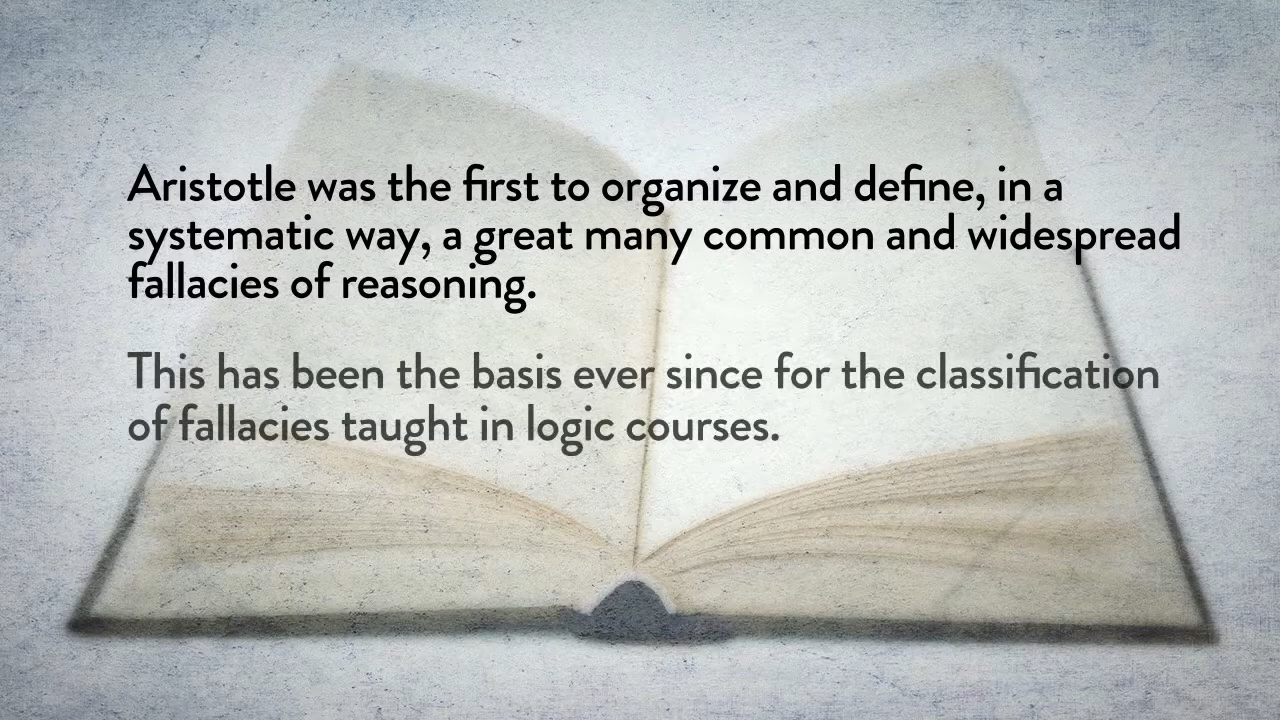 Aristotle was the first to organize and define, in a
systematic way, a great many common and widespread
fallacies of reasoning.
This has been the basis ever since for the classification
of fallacies taught in logic courses.